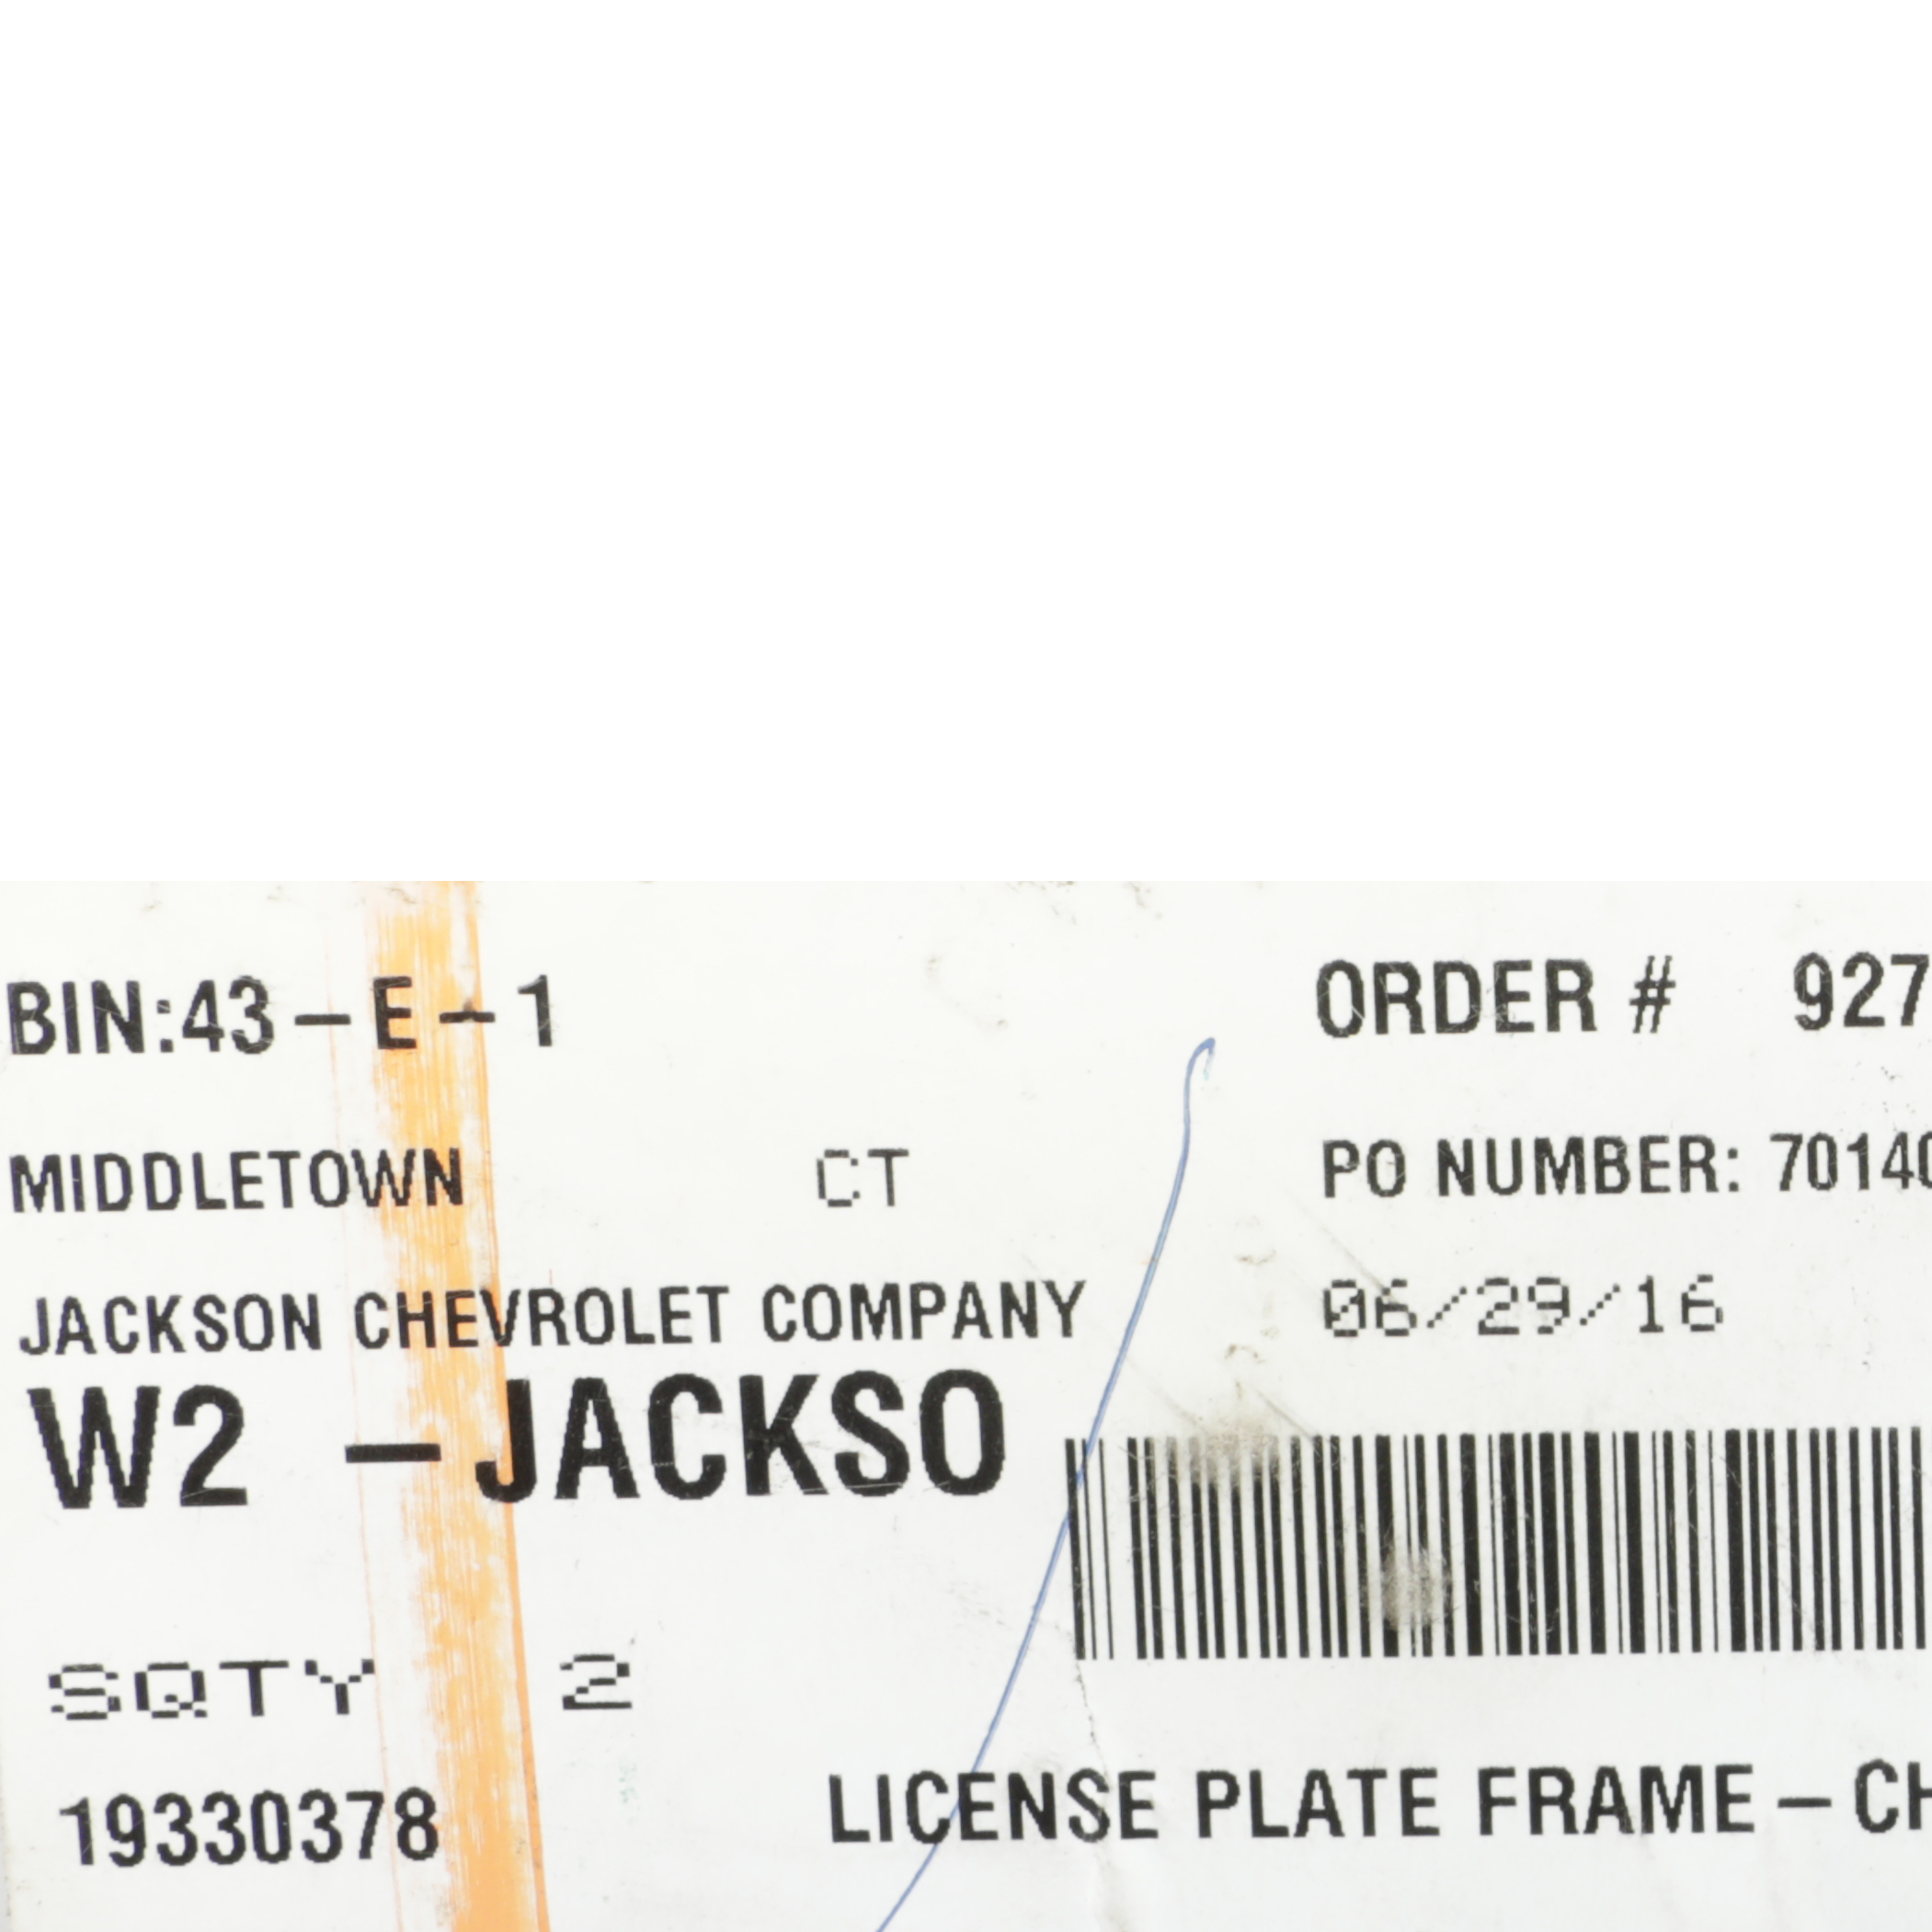 BIN:43-E-1 ORDER # 927
MIDDLETOWN CT PO NUMBER: 70140
JACKSON CHEVROLET COMPANY 06/29/16
W2 - JACKSO
SQTY 2
19330378 LICENSE PLATE FRAME - CH